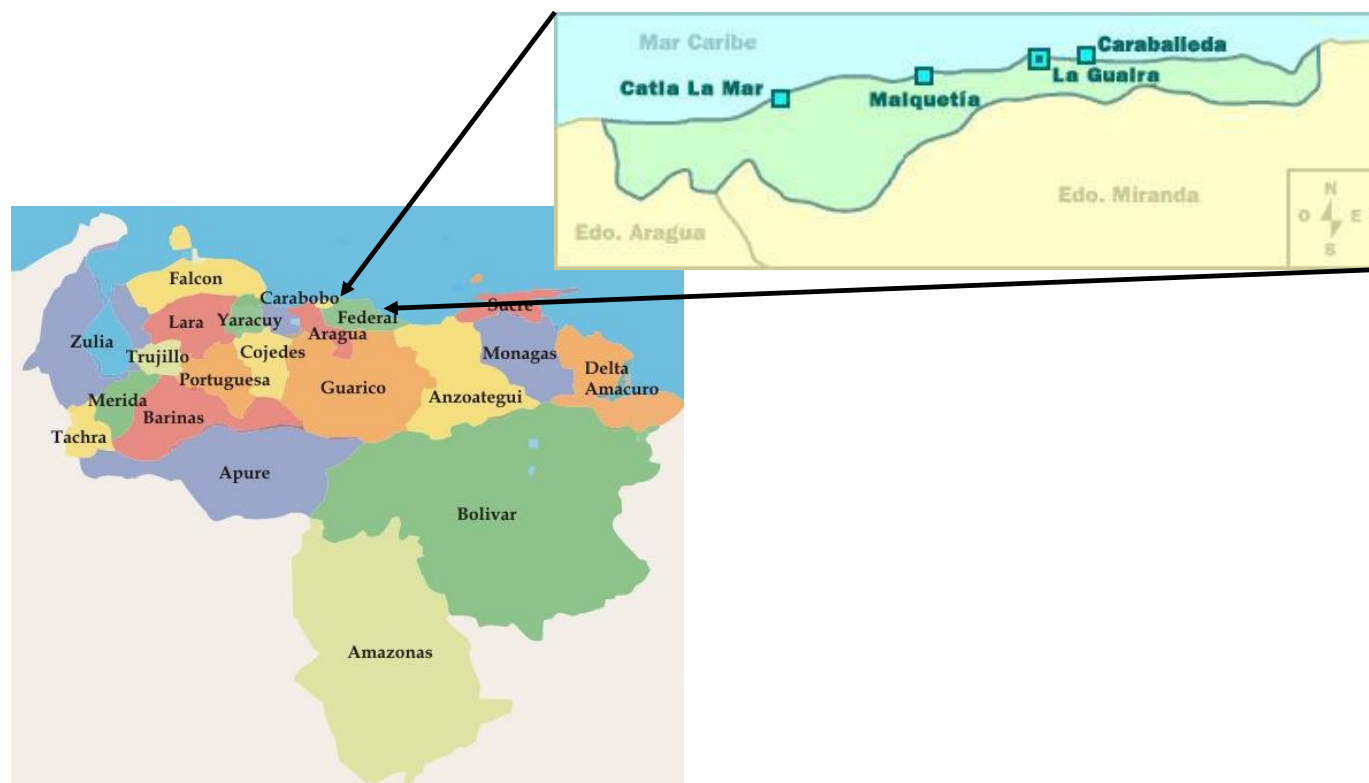 Mar Caribe
Caraballeda
Catia La Mar
La Guaira
Maiquetía
Edo. Miranda
Edo. Aragua
N
O E
S
Falcon
Carabobo
Federal
Sucre
Lara
Yaracuy
Aragua
Zulia
Trujillo
Cojedes
Monagas
Delta
Amacuro
Portuguesa
Guarico
Anzoategui
Merida
Barinas
Tachra
Apure
Bolivar
Amazonas